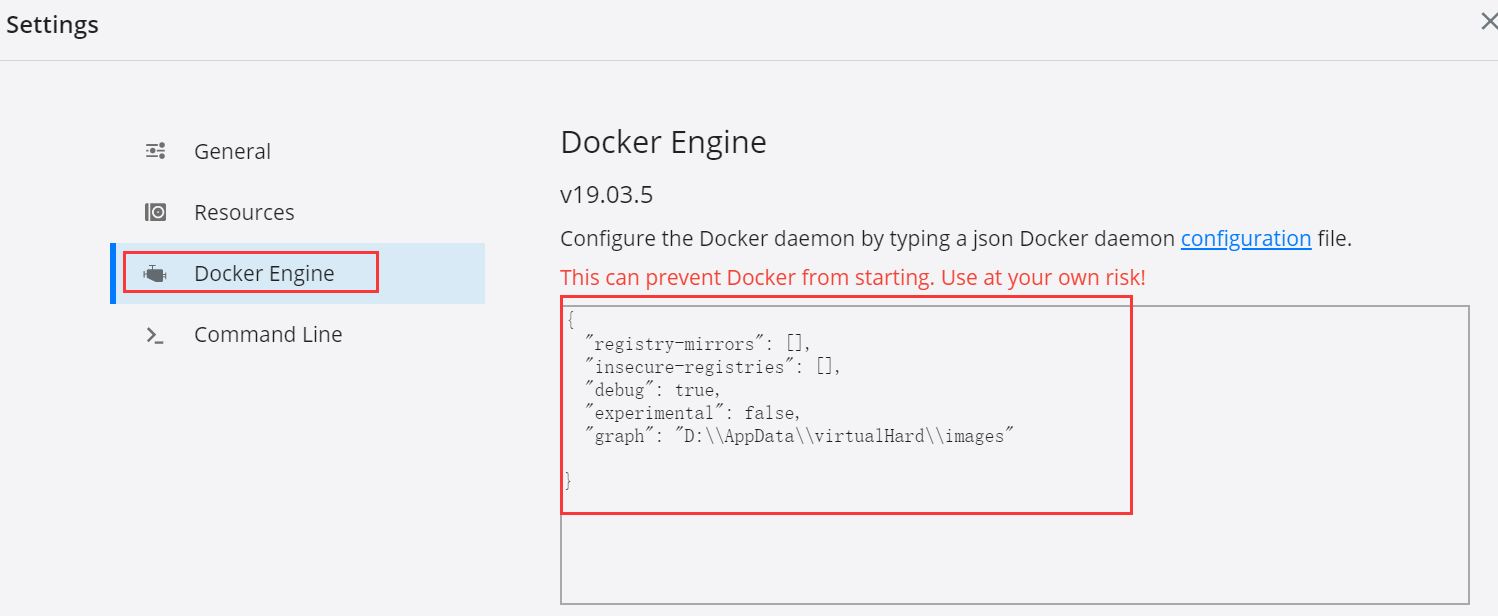 Settings
General
Resources
Docker Engine
Command Line
Docker Engine
v19.03.5
Configure the Docker daemon by typing a json Docker daemon configuration file.
This can prevent Docker from starting. Use at your own risk!
{
"registry-mirrors": [],
"insecure-registries": [],
"debug": true,
"experimental": false,
"graph": "D:\\AppData\\virtualHard\\images"
}